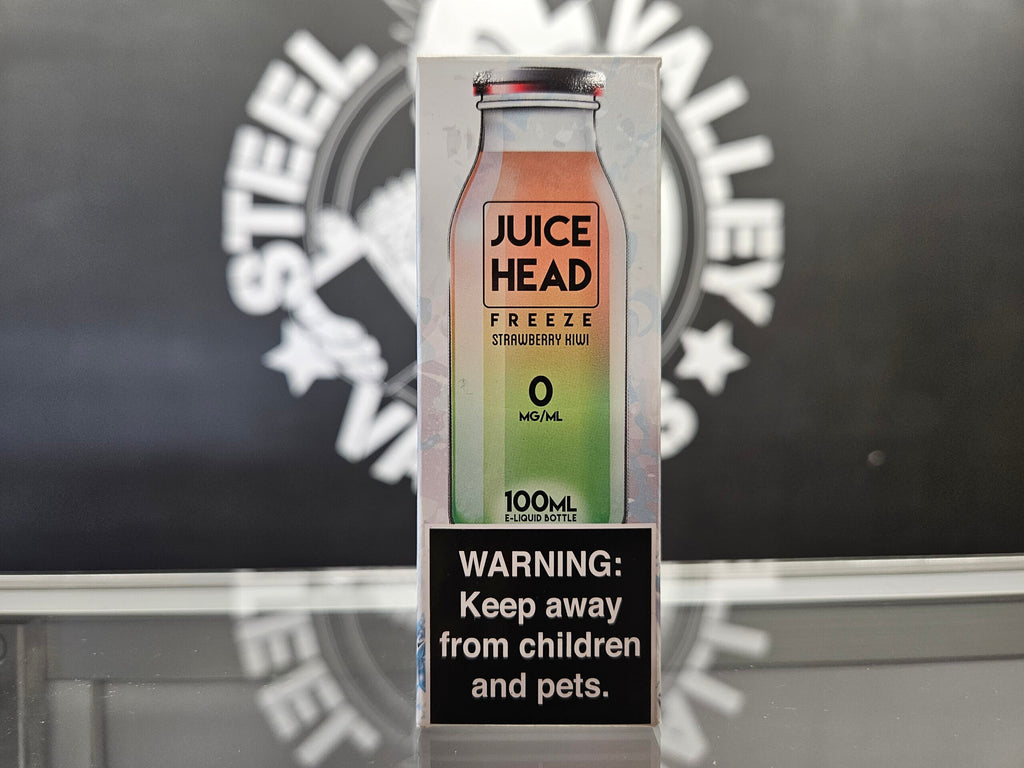 STEEL
VALLEY
JUICE
HEAD
FREEZE
STRAWBERRY KIWI
0
MG/ML
100ML
E-LIQUID BOTTLE
WARNING:
Keep away
from children
and pets.